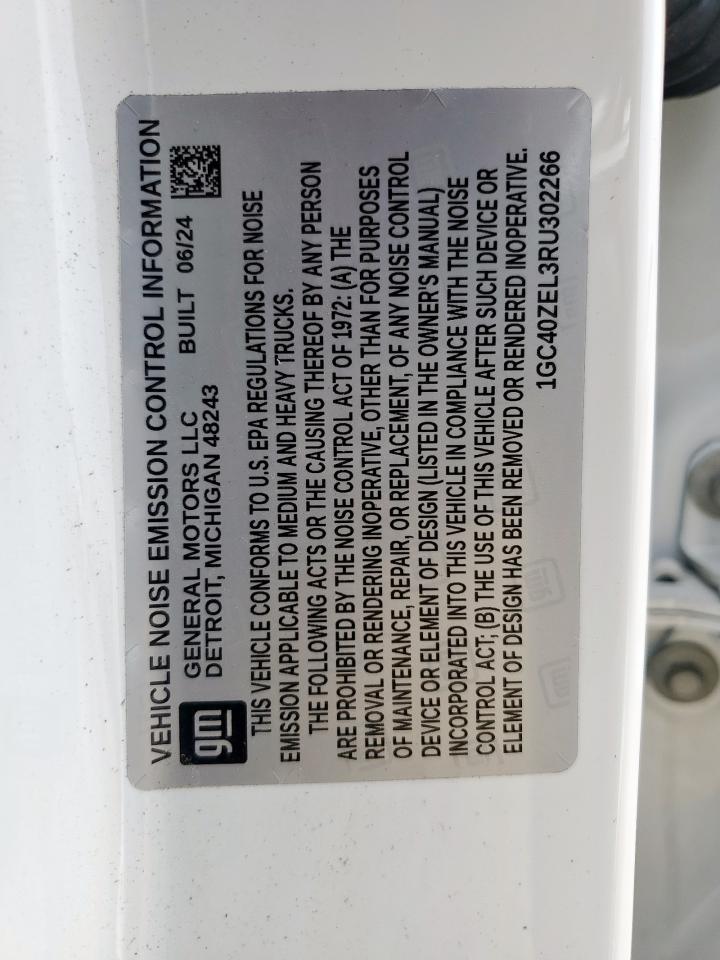 VEHICLE NOISE EMISSION CONTROL INFORMATION
gm
GENERAL MOTORS LLC
DETROIT, MICHIGAN 48243 BUILT 06/24
THIS VEHICLE CONFORMS TO U.S. EPA REGULATIONS FOR NOISE
EMISSION APPLICABLE TO MEDIUM AND HEAVY TRUCKS.
THE FOLLOWING ACTS OR THE CAUSING THEREOF BY ANY PERSON
ARE PROHIBITED BY THE NOISE CONTROL ACT OF 1972: (A) THE
REMOVAL OR RENDERING INOPERATIVE, OTHER THAN FOR PURPOSES
OF MAINTENANCE, REPAIR, OR REPLACEMENT, OF ANY NOISE CONTROL
DEVICE OR ELEMENT OF DESIGN (LISTED IN THE OWNER'S MANUAL)
INCORPORATED INTO THIS VEHICLE IN COMPLIANCE WITH THE NOISE
CONTROL ACT; (B) THE USE OF THIS VEHICLE AFTER SUCH DEVICE OR
ELEMENT OF DESIGN HAS BEEN REMOVED OR RENDERED INOPERATIVE.
1GC40ZEL3RU302266